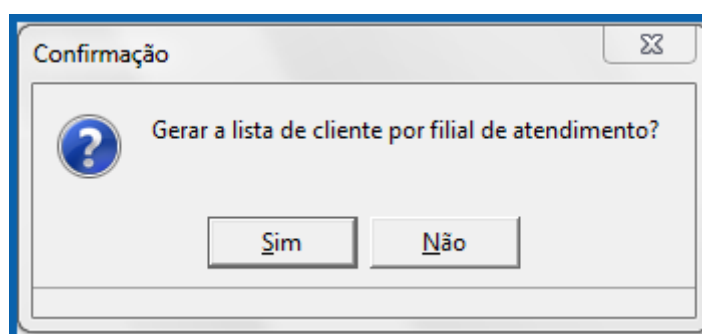 Confirmação
Gerar a lista de cliente por filial de atendimento?
Sim
Não